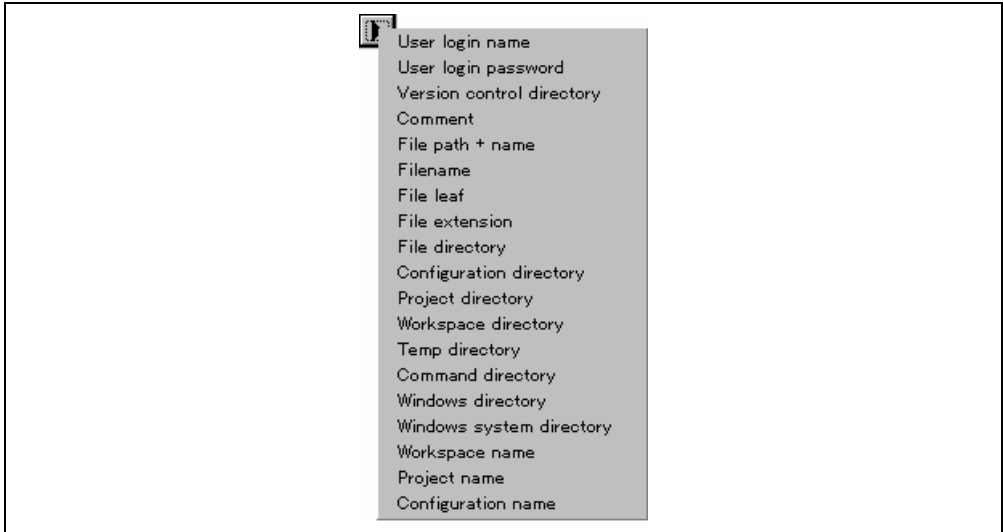 User login name
User login password
Version control directory
Comment
File path + name
Filename
File leaf
File extension
File directory
Configuration directory
Project directory
Workspace directory
Temp directory
Command directory
Windows directory
Windows system directory
Workspace name
Project name
Configuration name